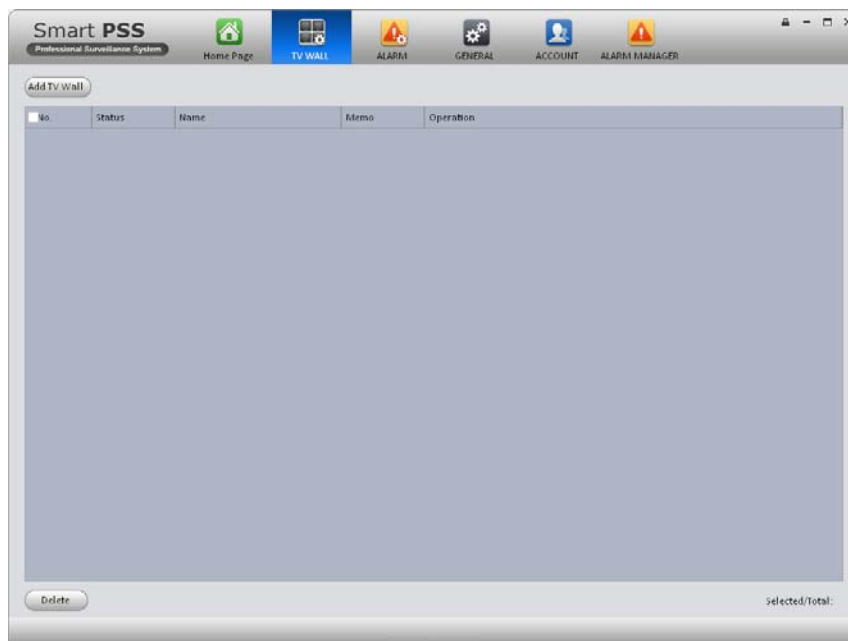 Smart PSS
Professional Surveillance System
Home Page
TV WALL
ALARM
GENERAL
ACCOUNT
ALARM MANAGER
Add TV Wall
No. Status Name Memo Operation
Delete
Selected/Total: